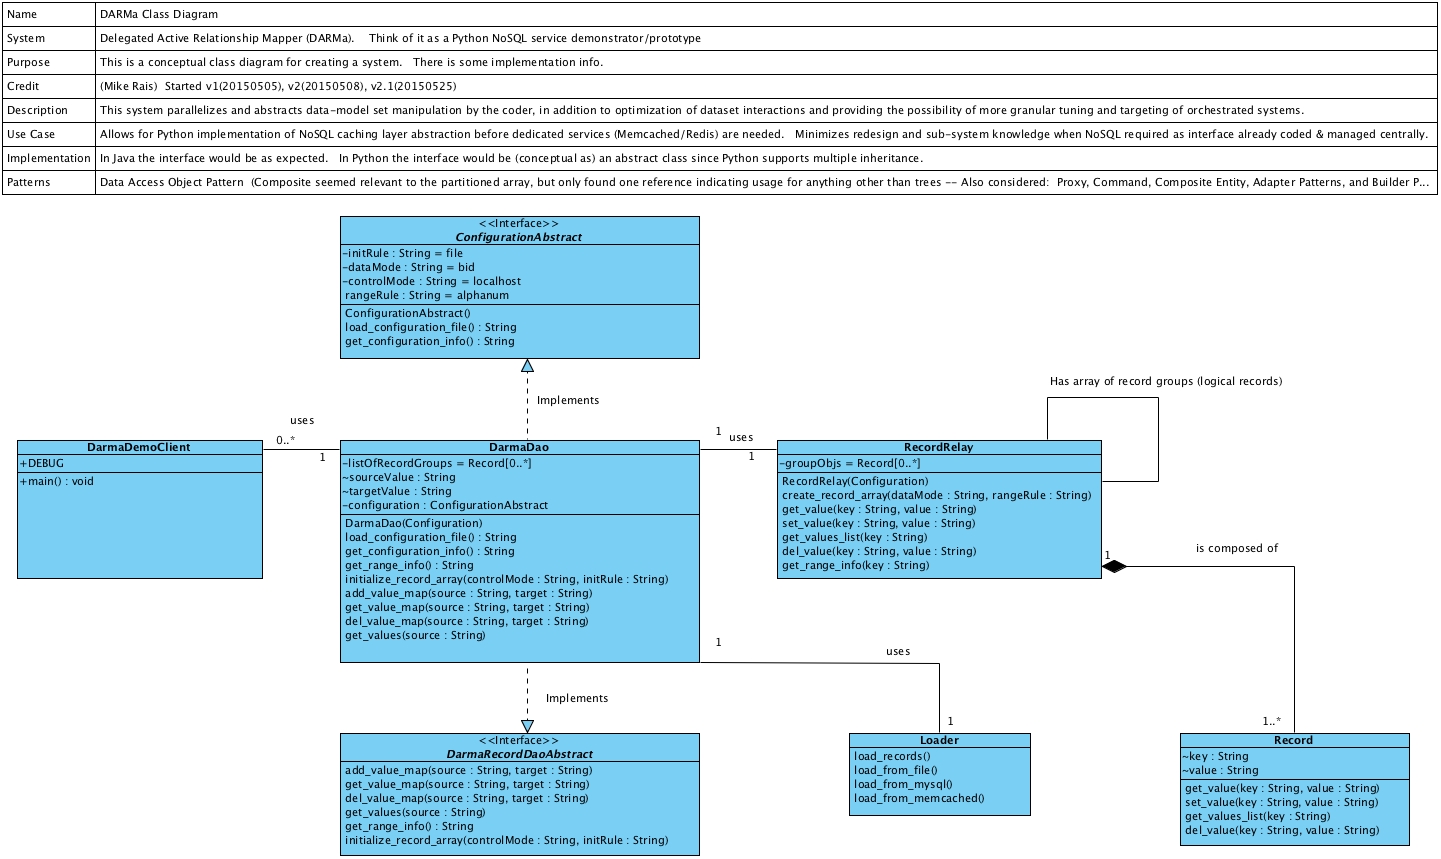 Name DARMa Class Diagram
System Delegated Active Relationship Mapper (DARMa). Think of it as a Python NoSQL service demonstrator/prototype
Purpose This is a conceptual class diagram for creating a system. There is some implementation info.
Credit (Mike Rais) Started v1(20150505), v2(20150508), v2.1(20150525)
Description This system parallelizes and abstracts data-model set manipulation by the coder, in addition to optimization of dataset interactions and providing the possibility of more granular tuning and targeting of orchestrated systems.
Use Case Allows for Python implementation of NoSQL caching layer abstraction before dedicated services (Memcached/Redis) are needed. Minimizes redesign and sub-system knowledge when NoSQL required as interface already coded & managed centrally.
Implementation In Java the interface would be as expected. In Python the interface would be (conceptual as) an abstract class since Python supports multiple inheritance.
Patterns Data Access Object Pattern (Composite seemed relevant to the partitioned array, but only found one reference indicating usage for anything other than trees -- Also considered: Proxy, Command, Composite Entity, Adapter Patterns, and Builder P...
<<Interface>>
ConfigurationAbstract
-initRule : String = file
-dataMode : String = bid
-controlMode : String = localhost
rangeRule : String = alphanum
ConfigurationAbstract()
load_configuration_file() : String
get_configuration_info() : String
Implements
Has array of record groups (logical records)
uses
0..*
1
1
uses
1
DarmaDemoClient
+DEBUG
+main() : void
DarmaDao
-listOfRecordGroups = Record[0..*]
~sourceValue : String
~targetValue : String
-configuration : ConfigurationAbstract
DarmaDao(Configuration)
load_configuration_file() : String
get_configuration_info() : String
get_range_info() : String
initialize_record_array(controlMode : String, initRule : String)
add_value_map(source : String, target : String)
get_value_map(source : String, target : String)
del_value_map(source : String, target : String)
get_values(source : String)
RecordRelay
-groupObjs = Record[0..*]
RecordRelay(Configuration)
create_record_array(dataMode : String, rangeRule : String)
get_value(key : String, value : String)
set_value(key : String, value : String)
get_values_list(key : String)
del_value(key : String, value : String)
get_range_info(key : String)
1
is composed of
1..*
1
uses
1
Implements
<<Interface>>
DarmaRecordDaoAbstract
add_value_map(source : String, target : String)
get_value_map(source : String, target : String)
del_value_map(source : String, target : String)
get_values(source : String)
get_range_info() : String
initialize_record_array(controlMode : String, initRule : String)
Loader
load_records()
load_from_file()
load_from_mysql()
load_from_memcached()
Record
~key : String
~value : String
get_value(key : String, value : String)
set_value(key : String, value : String)
get_values_list(key : String)
del_value(key : String, value : String)